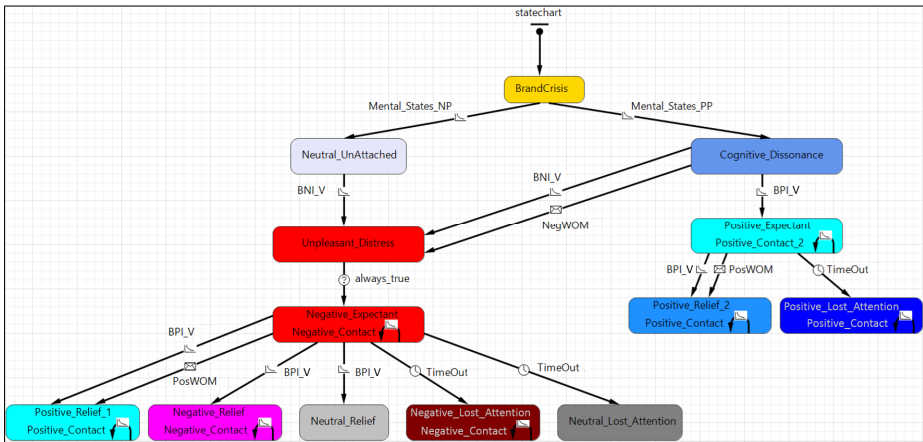 statechart
BrandCrisis
Mental_States_NP
Mental_States_PP
Neutral_UnAttached
Cognitive_Dissonance
BNI_V
BNI_V
BPI_V
NegWOM
Positive_Expectant
Positive_Contact_2
Unpleasant_Distress
always_true
BPI_V
PosWOM
TimeOut
Negative_Expectant
Negative_Contact
Positive_Relief_2
Positive_Contact
Positive_Lost_Attention
Positive_Contact
BPI_V
PosWOM
BPI_V
BPI_V
TimeOut
TimeOut
Positive_Relief_1
Positive_Contact
Negative_Relief
Negative_Contact
Neutral_Relief
Negative_Lost_Attention
Negative_Contact
Neutral_Lost_Attention